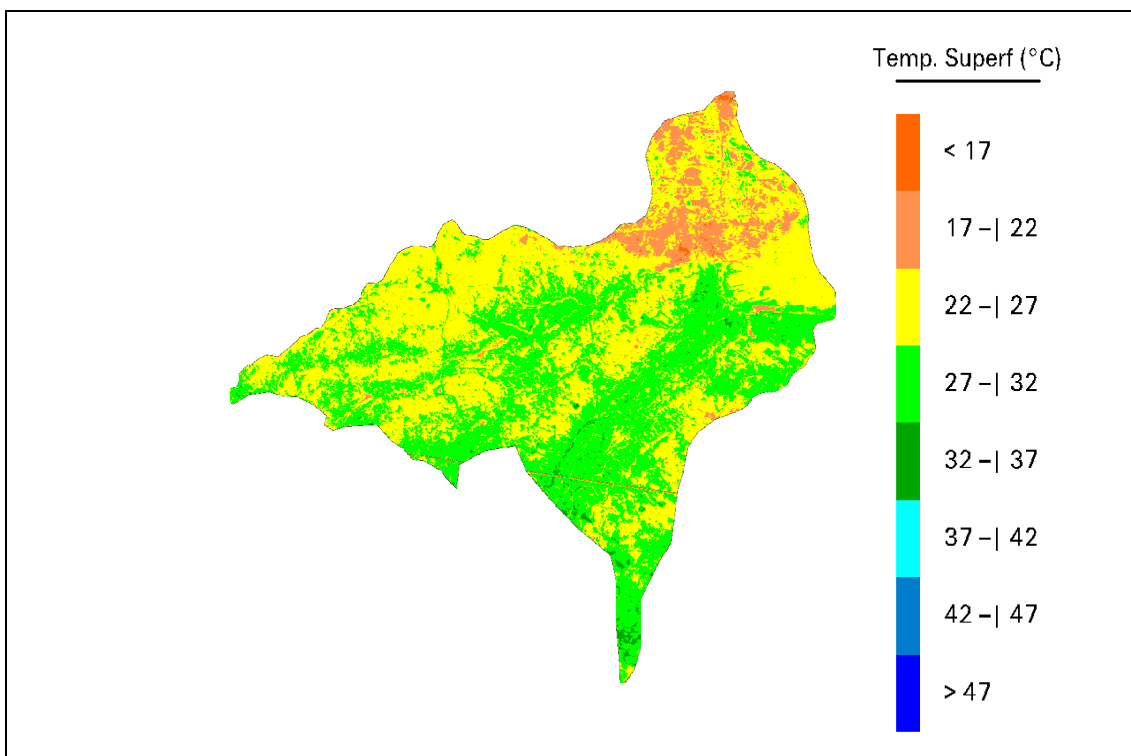 Temp. Superf (°C)
< 17
17 –| 22
22 –| 27
27 –| 32
32 –| 37
37 –| 42
42 –| 47
> 47